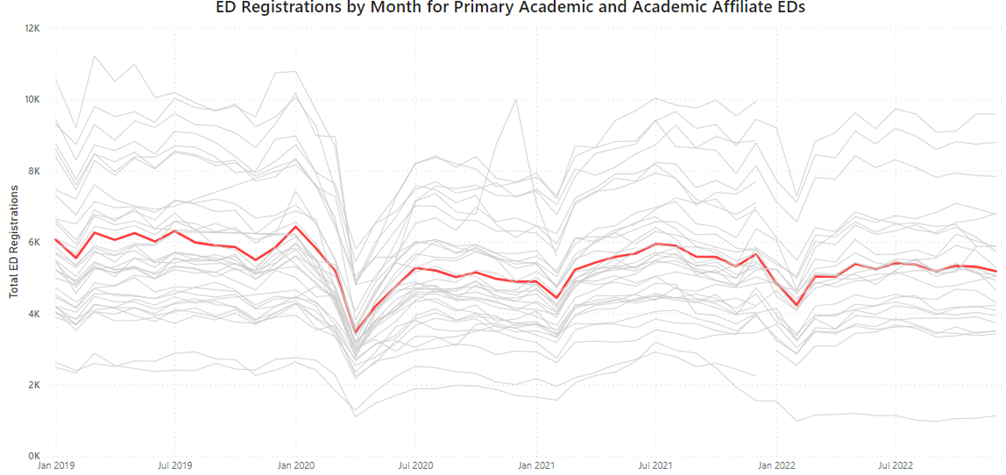 ED Registrations by Month for Primary Academic and Academic Affiliate EDs
12K
10K
8K
6K
4K
2K
0K
Total ED Registrations
Jan 2019
Jul 2019
Jan 2020
Jul 2020
Jan 2021
Jul 2021
Jan 2022
Jul 2022